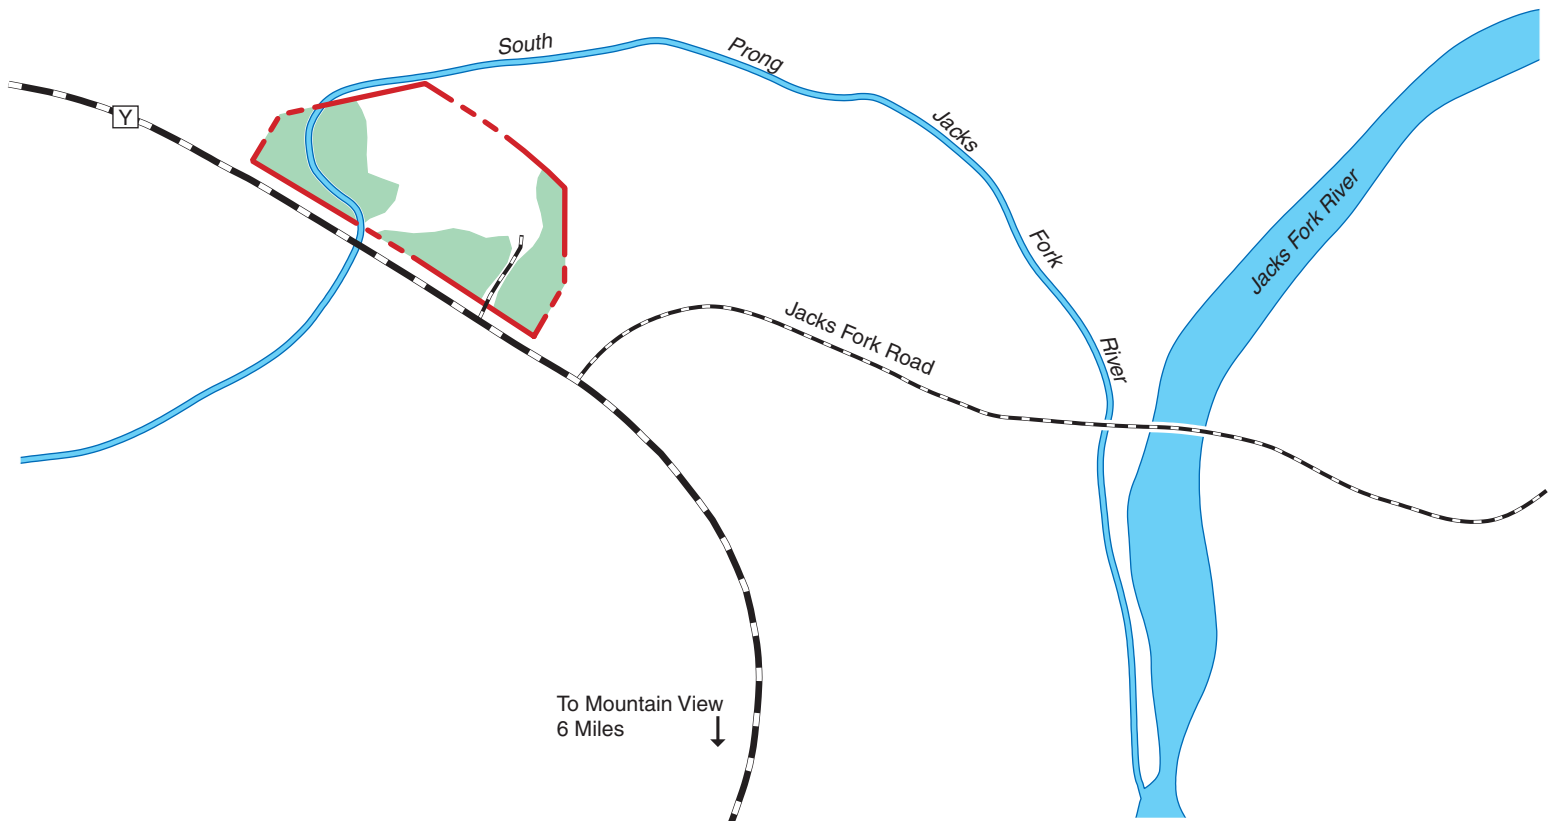 South
Prong
Jacks
Fork
River
Y
Jacks Fork River
Jacks Fork Road
To Mountain View
6 Miles